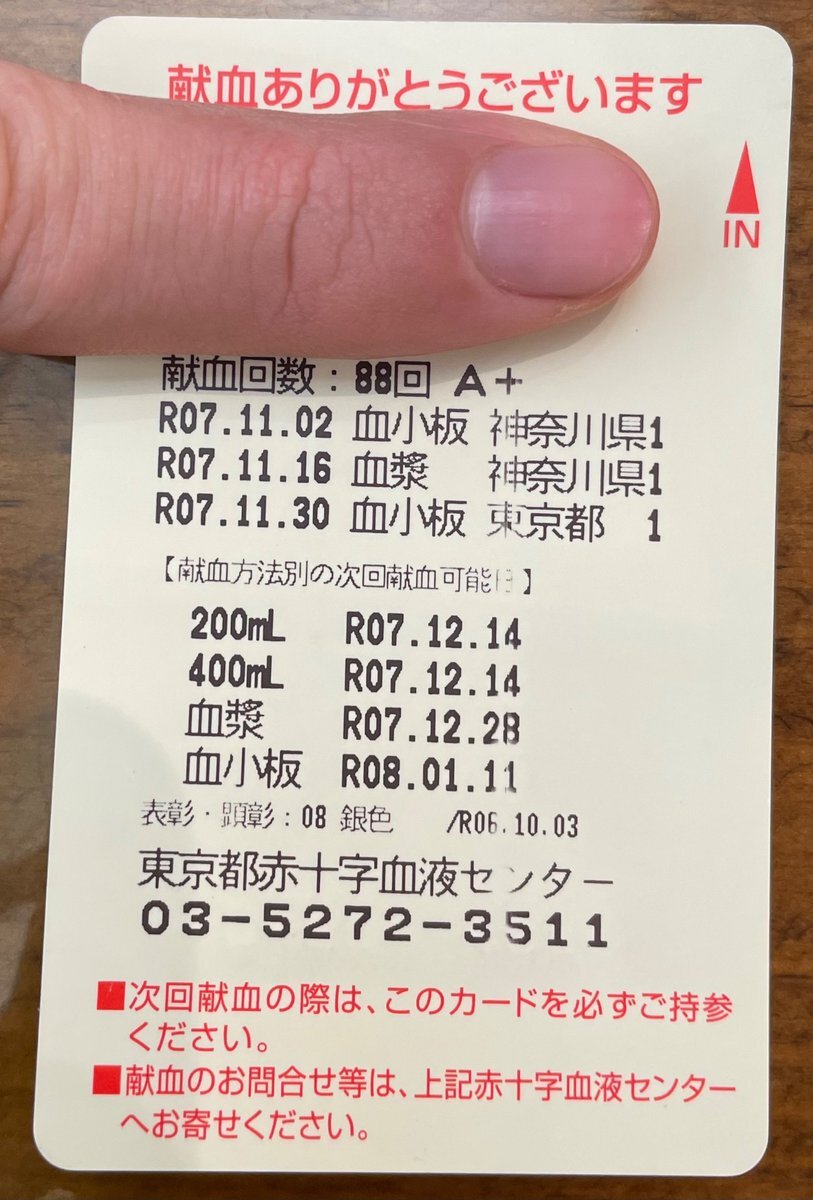 献血ありがとうございます
IN
献血回数：88回 A+
R07.11.02 血小板 神奈川県1
R07.11.16 血漿 神奈川県1
R07.11.30 血小板 東京都 1
【献血方法別の次回献血可能日】
200mL R07.12.14
400mL R07.12.14
血漿 R07.12.28
血小板 R08.01.11
表彰・顕彰：08 銀色 /R06.10.03
東京都赤十字血液センター
03-5272-3511
■次回献血の際は、このカードを必ずご持参
ください。
■献血のお問合せ等は、上記赤十字血液センター
へお寄せください。